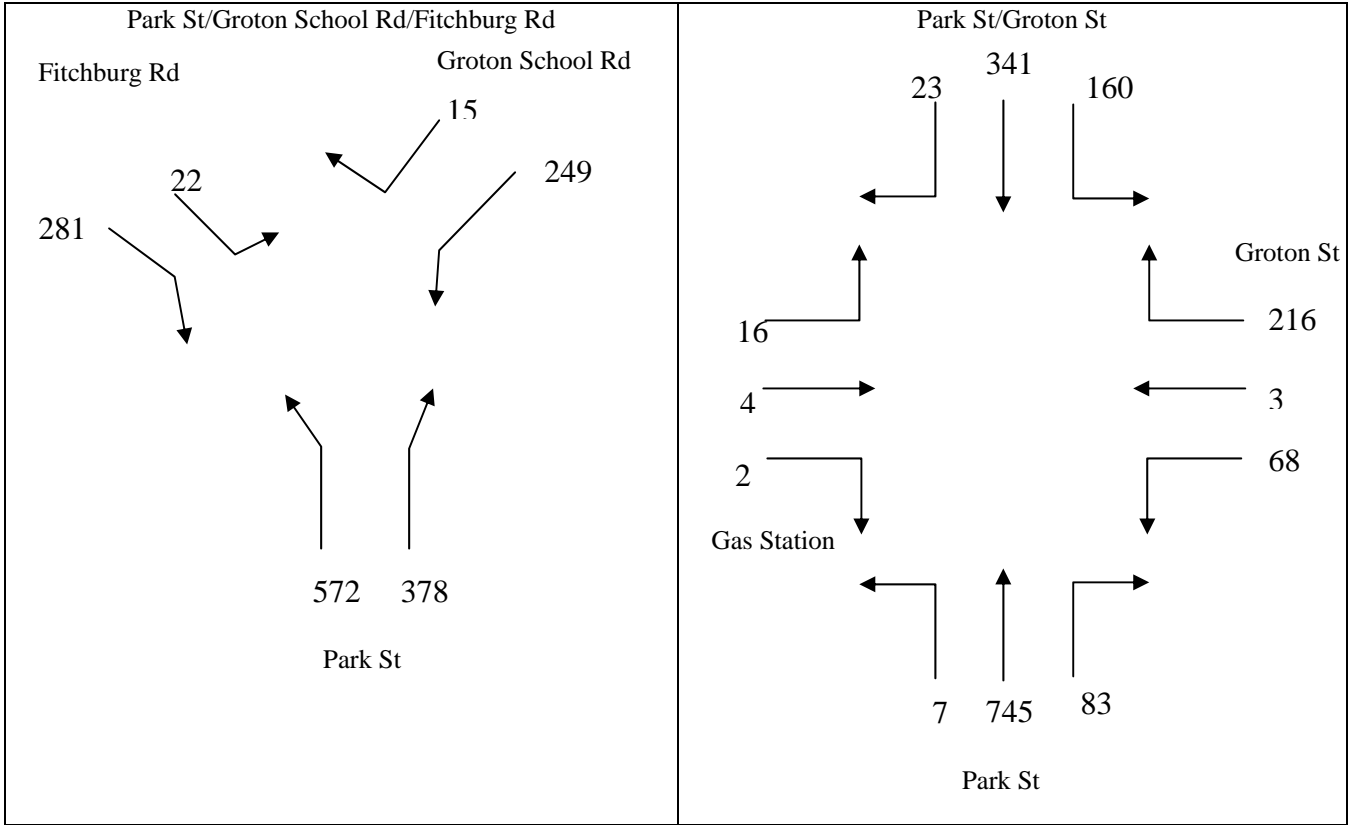 Park St/Groton School Rd/Fitchburg Rd
Fitchburg Rd
Groton School Rd
15
22
249
281
572 378
Park St
Park St/Groton St
23 341 160
Groton St
16
216
4
3
2
68
Gas Station
7 745 83
Park St